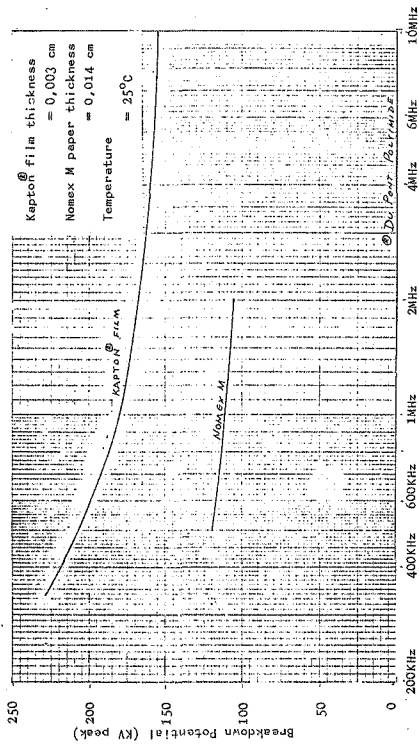 Kapton® film thickness
= 0,003 cm
Nomex M paper thickness
= 0,014 cm
Temperature = 25°C
KAPTON® FILM
NOMEX M
® DU PONT POLYIMIDE
Breakdown Potential (KV peak)
250
200
150
100
50
0
200KHz
400KHz
600KHz
1MHz
2MHz
4MHz
6MHz
10MHz